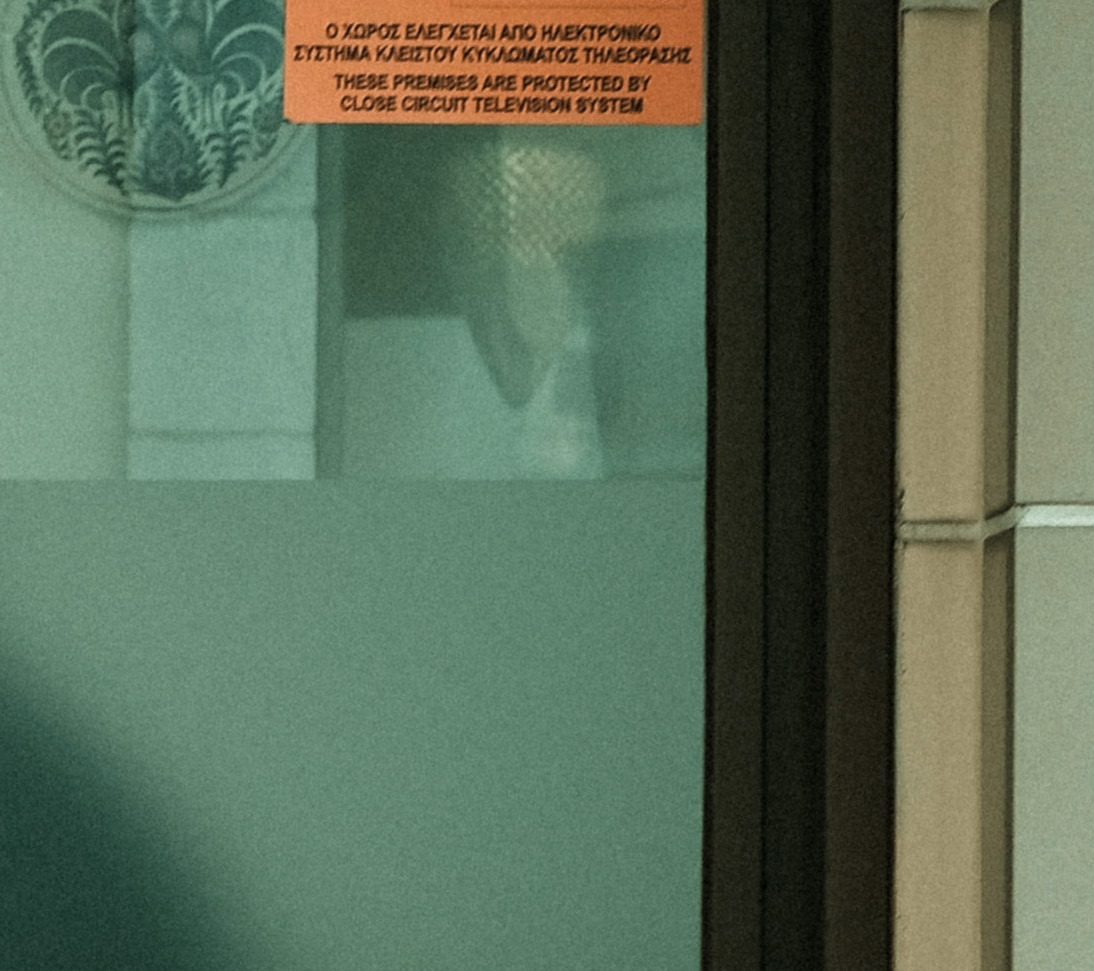 Ο ΧΩΡΟΣ ΕΛΕΓΧΕΤΑΙ ΑΠΟ ΗΛΕΚΤΡΟΝΙΚΟ
ΣΥΣΤΗΜΑ ΚΛΕΙΣΤΟΥ ΚΥΚΛΩΜΑΤΟΣ ΤΗΛΕΟΡΑΣΗΣ
THESE PREMISES ARE PROTECTED BY
CLOSE CIRCUIT TELEVISION SYSTEM